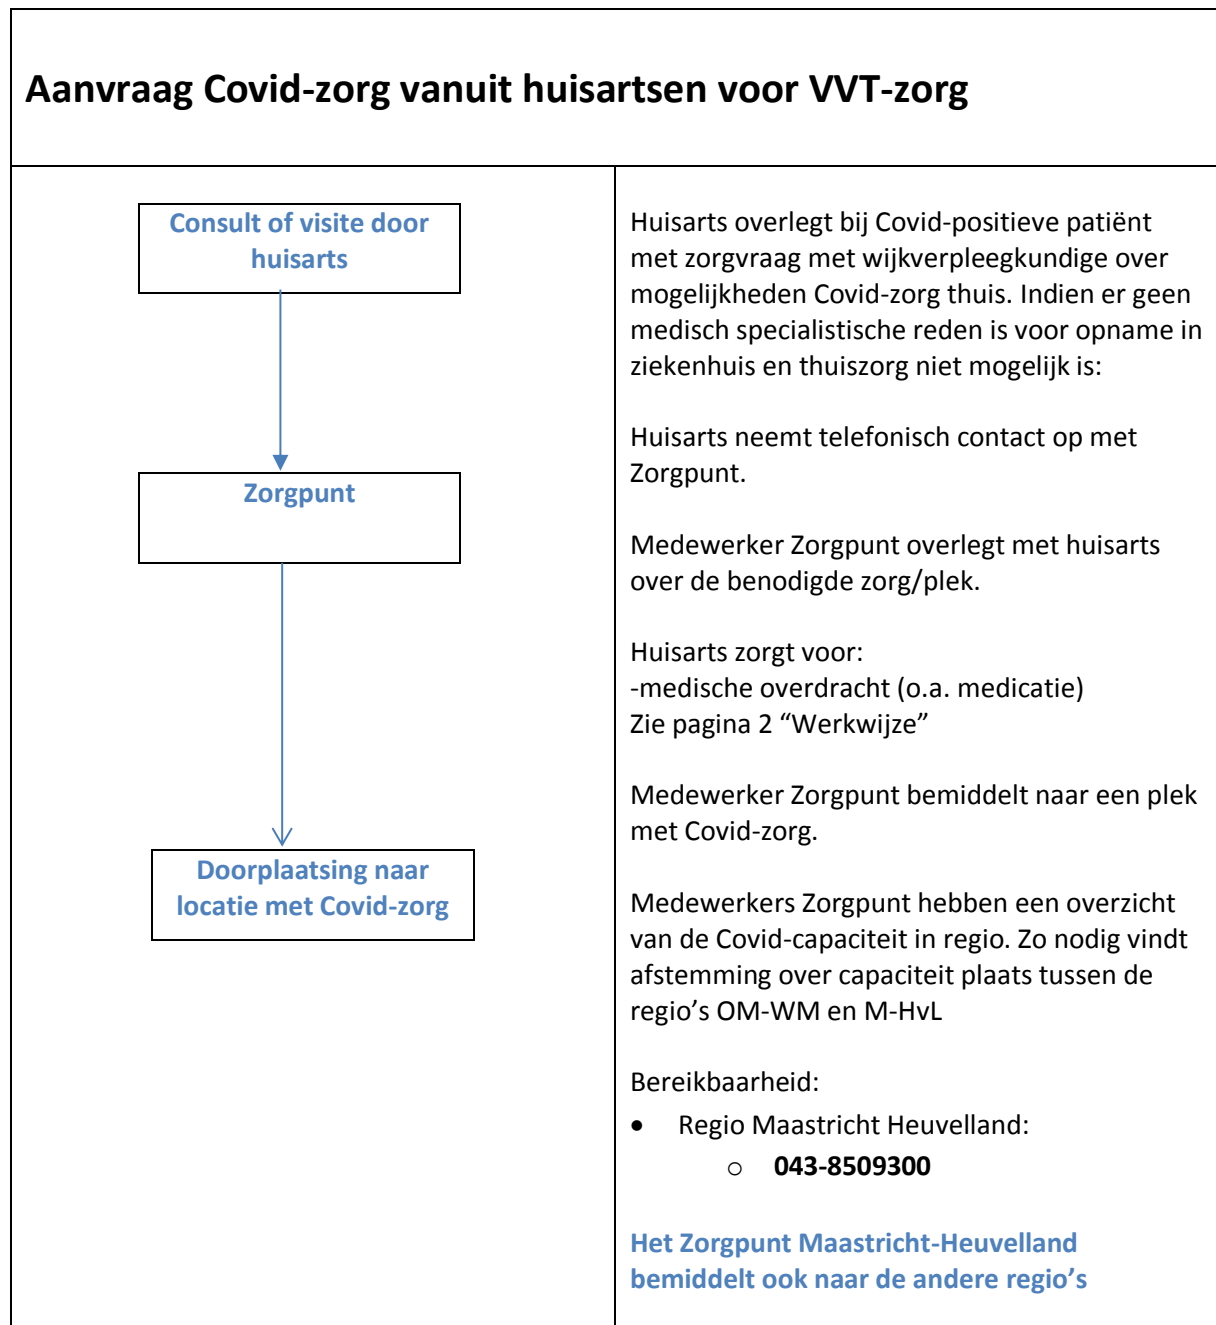 Aanvraag Covid-zorg vanuit huisartsen voor VVT-zorg
Consult of visite door
huisarts
Zorgpunt
Doorplaatsing naar
locatie met Covid-zorg
Huisarts overlegt bij Covid-positieve patiënt
met zorgvraag met wijkverpleegkundige over
mogelijkheden Covid-zorg thuis. Indien er geen
medisch specialistische reden is voor opname in
ziekenhuis en thuiszorg niet mogelijk is:
Huisarts neemt telefonisch contact op met
Zorgpunt.
Medewerker Zorgpunt overlegt met huisarts
over de benodigde zorg/plek.
Huisarts zorgt voor:
-medische overdracht (o.a. medicatie)
Zie pagina 2 “Werkwijze”
Medewerker Zorgpunt bemiddelt naar een plek
met Covid-zorg.
Medewerkers Zorgpunt hebben een overzicht
van de Covid-capaciteit in regio. Zo nodig vindt
afstemming over capaciteit plaats tussen de
regio’s OM-WM en M-HvL
Bereikbaarheid:
• Regio Maastricht Heuvelland:
o 043-8509300
Het Zorgpunt Maastricht-Heuvelland
bemiddelt ook naar de andere regio’s